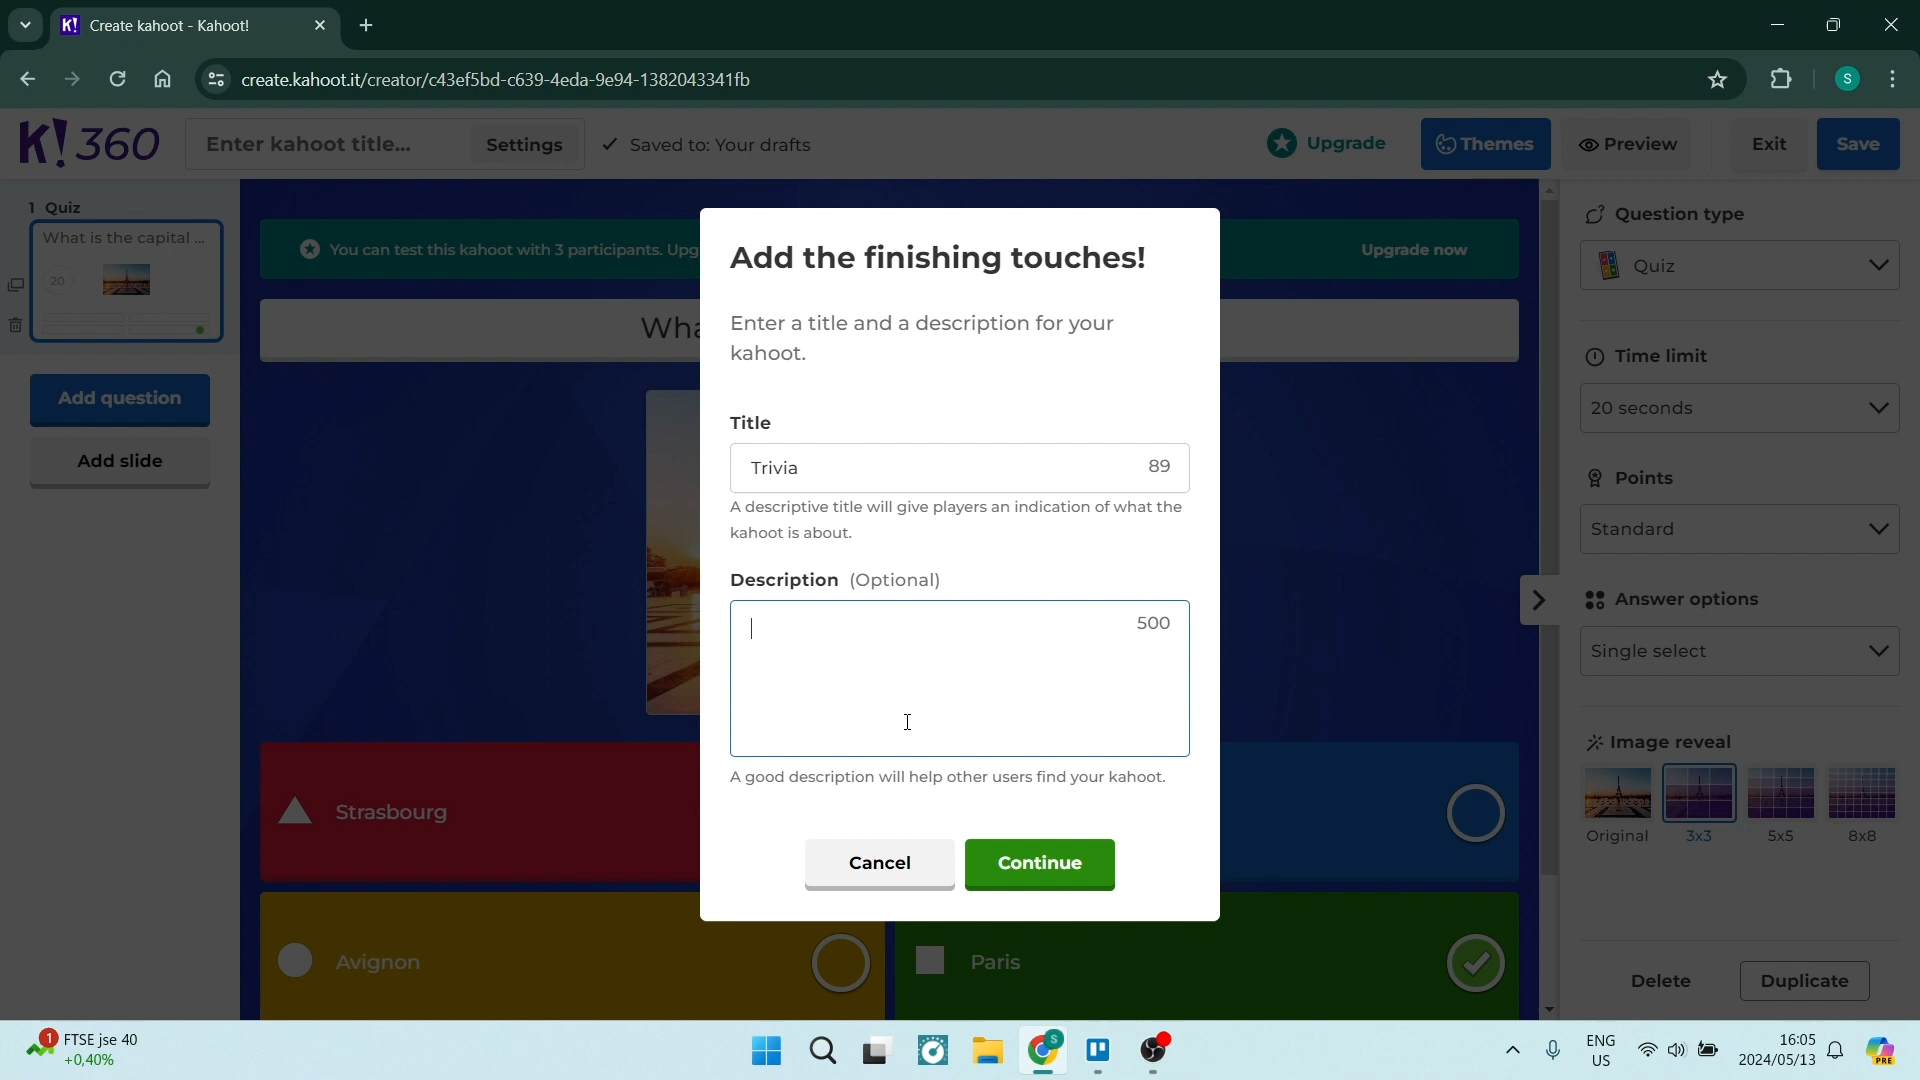 Create kahoot - Kahoot!
create.kahoot.it/creator/c43ef5bd-c639-4eda-9e94-1382043341fb
S
K! 360
Enter kahoot title...
Settings
Saved to: Your drafts
Upgrade
Themes
Preview
Exit
Save
1 Quiz
What is the capital ...
20
Add question
Add slide
You can test this kahoot with 3 participants. Upg
Upgrade now
Wha
Strasbourg
Avignon
Paris
Add the finishing touches!
Enter a title and a description for your
kahoot.
Title
Trivia 89
A descriptive title will give players an indication of what the
kahoot is about.
Description (Optional)
500
A good description will help other users find your kahoot.
Cancel
Continue
Question type
Quiz
Time limit
20 seconds
Points
Standard
Answer options
Single select
Image reveal
Original 3x3 5x5 8x8
Delete
Duplicate
1
FTSE jse 40
+0,40%
S
ENG
US
16:05
2024/05/13
PRE